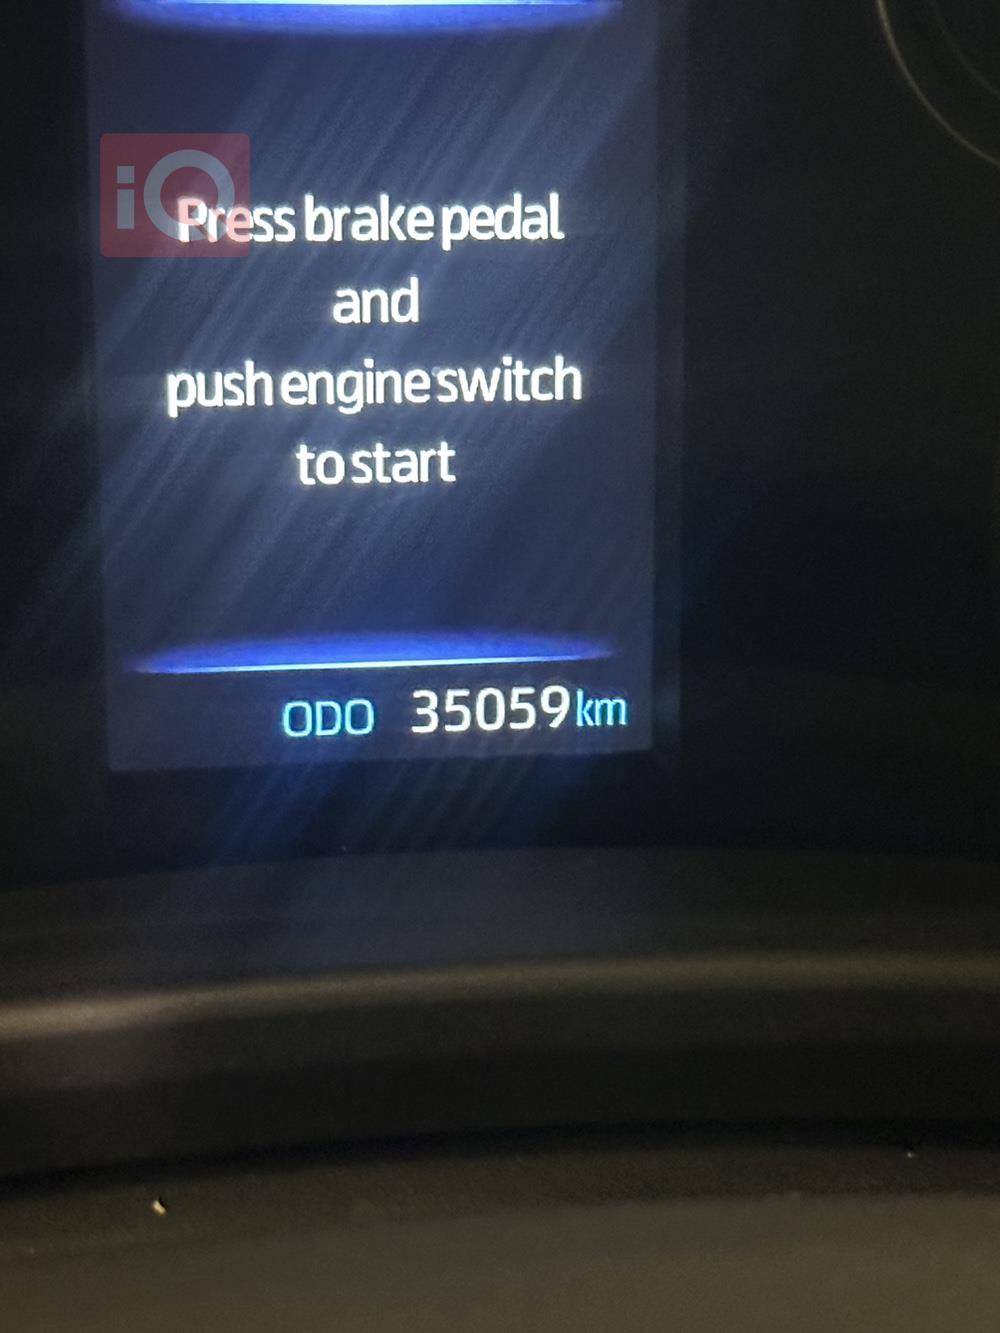 iQ
Press brake pedal
and
push engine switch
to start
ODO 35059 km